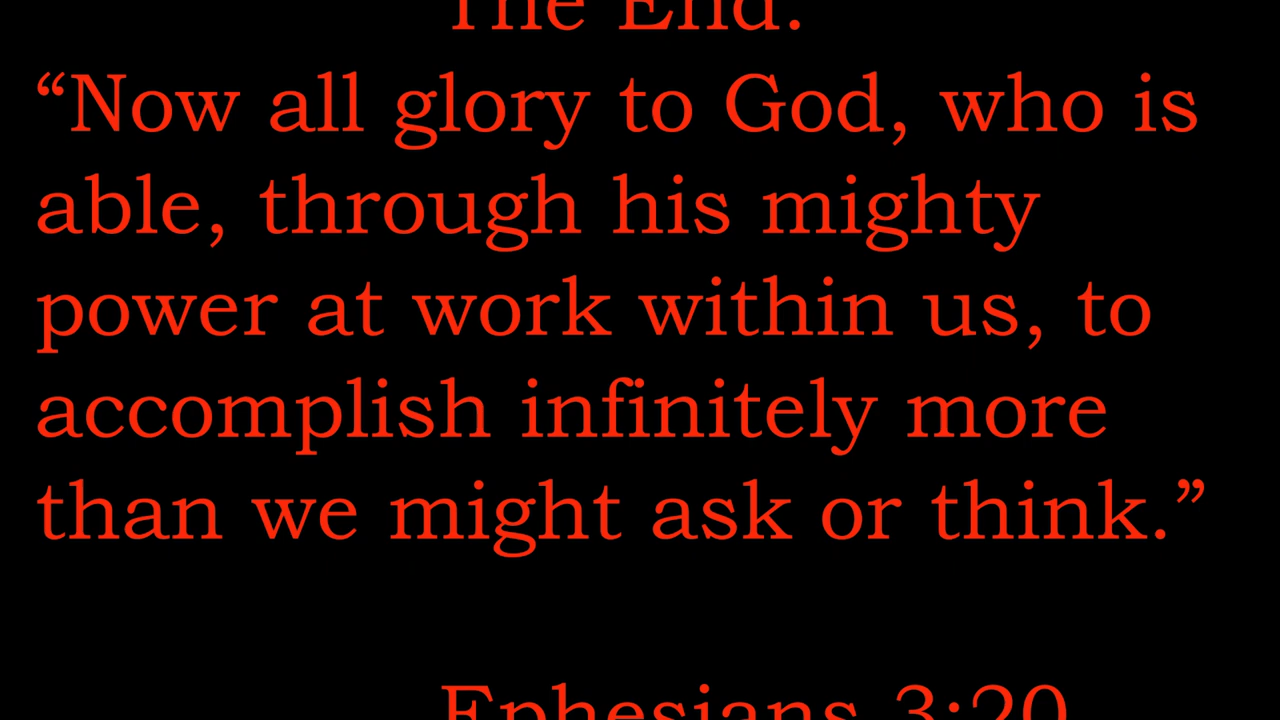 The End.
“Now all glory to God, who is
able, through his mighty
power at work within us, to
accomplish infinitely more
than we might ask or think.”
Ephesians 3:20